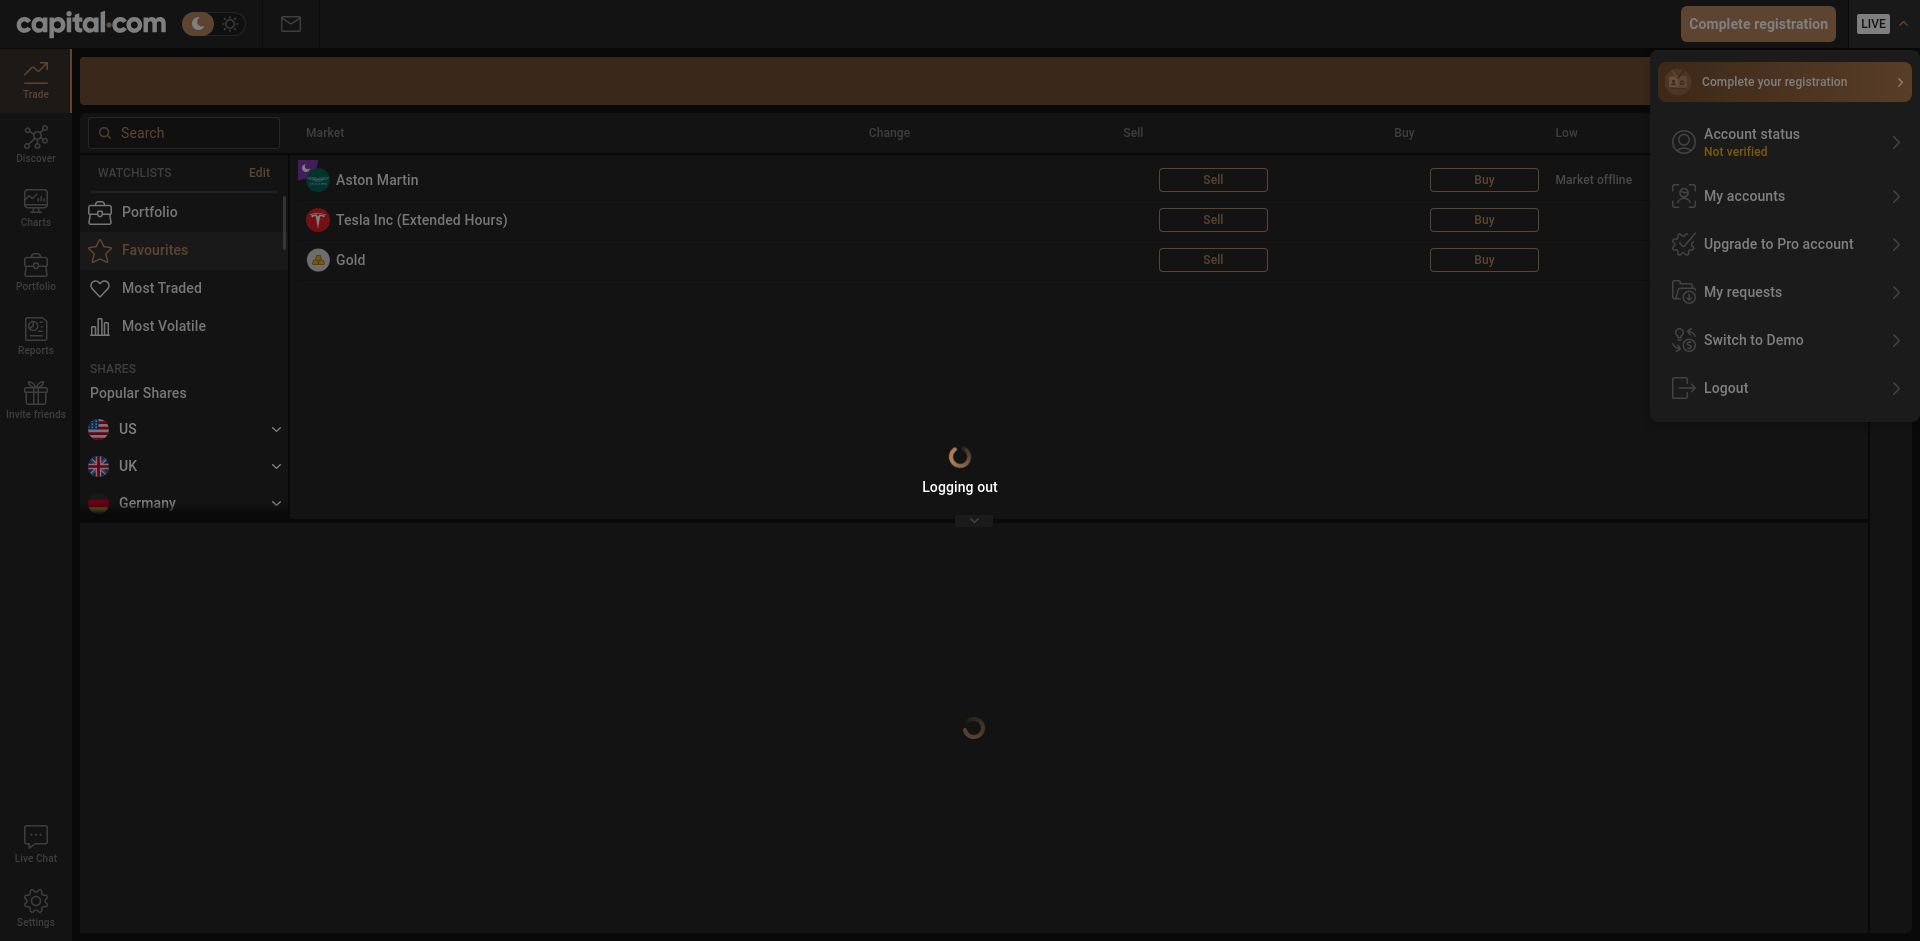 capital.com
Complete registration
LIVE
Trade
Discover
Charts
Portfolio
Reports
Invite friends
Live Chat
Settings
Search
Market
Change
Sell
Buy
Low
WATCHLISTS
Edit
Portfolio
Favourites
Most Traded
Most Volatile
SHARES
Popular Shares
US
UK
Germany
Aston Martin
Sell
Buy
Market offline
Tesla Inc (Extended Hours)
Sell
Buy
Gold
Sell
Buy
Complete your registration
Account status
Not verified
My accounts
Upgrade to Pro account
My requests
Switch to Demo
Logout
Logging out